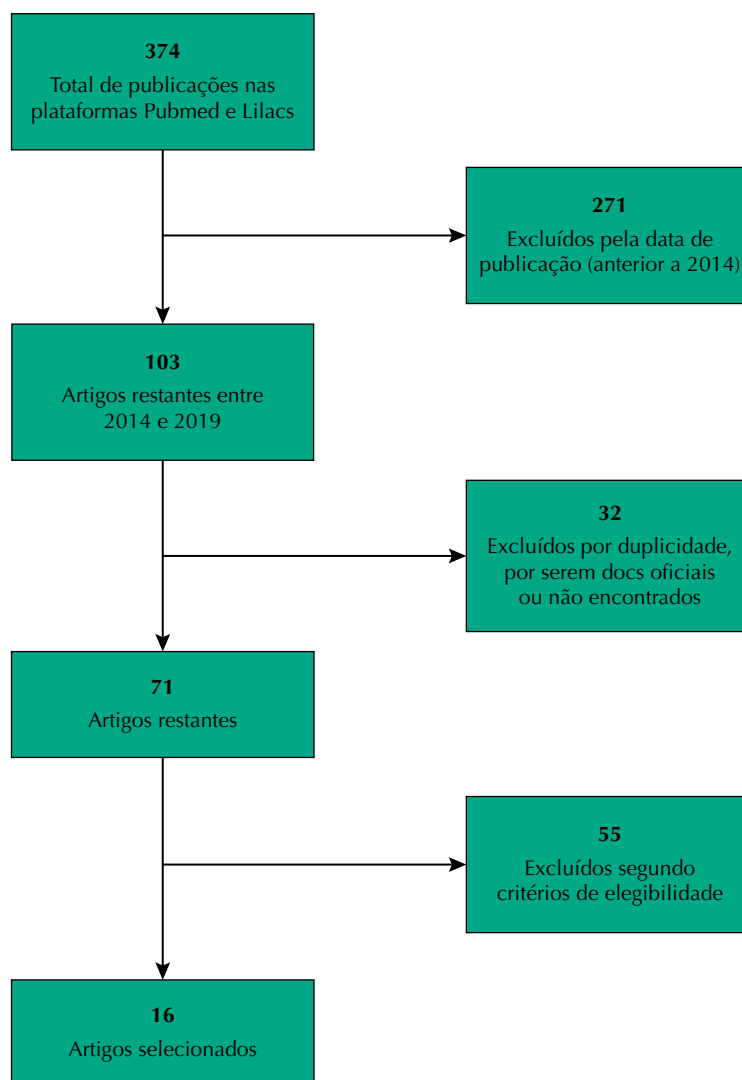 374
Total de publicações nas
plataformas Pubmed e Lilacs
271
Excluídos pela data de
publicação (anterior a 2014)
103
Artigos restantes entre
2014 e 2019
32
Excluídos por duplicidade,
por serem docs oficiais
ou não encontrados
71
Artigos restantes
55
Excluídos segundo
critérios de elegibilidade
16
Artigos selecionados